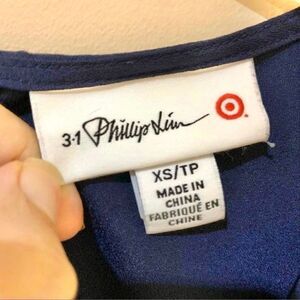 3·1 Phillip Lim
XS/TP
MADE IN
CHINA
FABRIQUÉ EN
CHINE